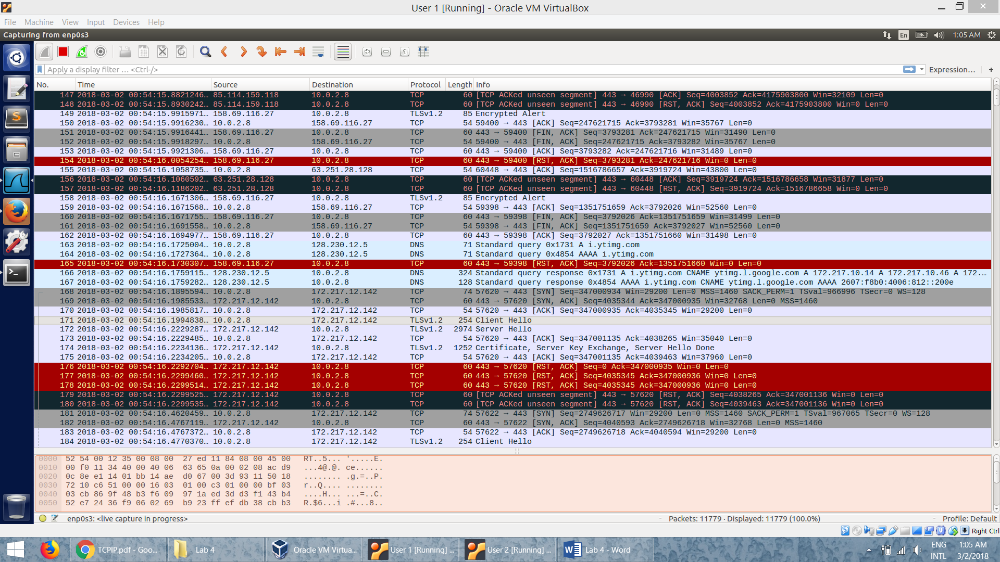 User 1 [Running] - Oracle VM VirtualBox
File Machine View Input Devices Help
Capturing from enp0s3
En 1:05 AM
Apply a display filter … <Ctrl-/>
Expression… +
No. Time Source Destination Protocol Length Info
147 2018-03-02 00:54:15.8821246… 85.114.159.118 10.0.2.8 TCP 60 [TCP ACKed unseen segment] 443 → 46990 [ACK] Seq=4003852 Ack=4175903800 Win=32109 Len=0
148 2018-03-02 00:54:15.8930242… 85.114.159.118 10.0.2.8 TCP 60 [TCP ACKed unseen segment] 443 → 46990 [RST, ACK] Seq=4003852 Ack=4175903800 Win=0 Len=0
149 2018-03-02 00:54:15.9915971… 158.69.116.27 10.0.2.8 TLSv1.2 85 Encrypted Alert
150 2018-03-02 00:54:15.9916230… 10.0.2.8 158.69.116.27 TCP 54 59400 → 443 [ACK] Seq=247621715 Ack=3793281 Win=35767 Len=0
151 2018-03-02 00:54:15.9916441… 158.69.116.27 10.0.2.8 TCP 60 443 → 59400 [FIN, ACK] Seq=3793281 Ack=247621715 Win=31490 Len=0
152 2018-03-02 00:54:15.9918297… 10.0.2.8 158.69.116.27 TCP 54 59400 → 443 [FIN, ACK] Seq=247621715 Ack=3793282 Win=35767 Len=0
153 2018-03-02 00:54:15.9921306… 158.69.116.27 10.0.2.8 TCP 60 443 → 59400 [ACK] Seq=3793282 Ack=247621716 Win=31489 Len=0
154 2018-03-02 00:54:16.0054254… 158.69.116.27 10.0.2.8 TCP 60 443 → 59400 [RST, ACK] Seq=3793281 Ack=247621716 Win=0 Len=0
155 2018-03-02 00:54:16.1058735… 10.0.2.8 63.251.28.128 TCP 54 60448 → 443 [ACK] Seq=1516786657 Ack=3919724 Win=43800 Len=0
156 2018-03-02 00:54:16.1060592… 63.251.28.128 10.0.2.8 TCP 60 [TCP ACKed unseen segment] 443 → 60448 [ACK] Seq=3919724 Ack=1516786658 Win=31877 Len=0
157 2018-03-02 00:54:16.1186202… 63.251.28.128 10.0.2.8 TCP 60 [TCP ACKed unseen segment] 443 → 60448 [RST, ACK] Seq=3919724 Ack=1516786658 Win=0 Len=0
158 2018-03-02 00:54:16.1671306… 158.69.116.27 10.0.2.8 TLSv1.2 85 Encrypted Alert
159 2018-03-02 00:54:16.1671568… 10.0.2.8 158.69.116.27 TCP 54 59398 → 443 [ACK] Seq=1351751659 Ack=3792026 Win=52560 Len=0
160 2018-03-02 00:54:16.1671755… 158.69.116.27 10.0.2.8 TCP 60 443 → 59398 [FIN, ACK] Seq=3792026 Ack=1351751659 Win=31499 Len=0
161 2018-03-02 00:54:16.1691558… 10.0.2.8 158.69.116.27 TCP 54 59398 → 443 [FIN, ACK] Seq=1351751659 Ack=3792027 Win=52560 Len=0
162 2018-03-02 00:54:16.1694977… 158.69.116.27 10.0.2.8 TCP 60 443 → 59398 [ACK] Seq=3792027 Ack=1351751660 Win=31498 Len=0
163 2018-03-02 00:54:16.1725004… 10.0.2.8 128.230.12.5 DNS 71 Standard query 0x1731 A i.ytimg.com
164 2018-03-02 00:54:16.1727364… 10.0.2.8 128.230.12.5 DNS 71 Standard query 0x4854 AAAA i.ytimg.com
165 2018-03-02 00:54:16.1730307… 158.69.116.27 10.0.2.8 TCP 60 443 → 59398 [RST, ACK] Seq=3792026 Ack=1351751660 Win=0 Len=0
166 2018-03-02 00:54:16.1759115… 128.230.12.5 10.0.2.8 DNS 324 Standard query response 0x1731 A i.ytimg.com CNAME ytimg.l.google.com A 172.217.10.14 A 172.217.10.46 A 172.…
167 2018-03-02 00:54:16.1759282… 128.230.12.5 10.0.2.8 DNS 128 Standard query response 0x4854 AAAA i.ytimg.com CNAME ytimg.l.google.com AAAA 2607:f8b0:4006:812::200e
168 2018-03-02 00:54:16.1895594… 10.0.2.8 172.217.12.142 TCP 74 57620 → 443 [SYN] Seq=347000934 Win=29200 Len=0 MSS=1460 SACK_PERM=1 TSval=966996 TSecr=0 WS=128
169 2018-03-02 00:54:16.1985533… 172.217.12.142 10.0.2.8 TCP 60 443 → 57620 [SYN, ACK] Seq=4035344 Ack=347000935 Win=32768 Len=0 MSS=1460
170 2018-03-02 00:54:16.1985817… 10.0.2.8 172.217.12.142 TCP 54 57620 → 443 [ACK] Seq=347000935 Ack=4035345 Win=29200 Len=0
171 2018-03-02 00:54:16.1994838… 10.0.2.8 172.217.12.142 TLSv1.2 254 Client Hello
172 2018-03-02 00:54:16.2229287… 172.217.12.142 10.0.2.8 TLSv1.2 2974 Server Hello
173 2018-03-02 00:54:16.2229485… 10.0.2.8 172.217.12.142 TCP 54 57620 → 443 [ACK] Seq=347001135 Ack=4038265 Win=35040 Len=0
174 2018-03-02 00:54:16.2234136… 172.217.12.142 10.0.2.8 TLSv1.2 1252 Certificate, Server Key Exchange, Server Hello Done
175 2018-03-02 00:54:16.2234205… 10.0.2.8 172.217.12.142 TCP 54 57620 → 443 [ACK] Seq=347001135 Ack=4039463 Win=37960 Len=0
176 2018-03-02 00:54:16.2292704… 172.217.12.142 10.0.2.8 TCP 60 443 → 57620 [RST, ACK] Seq=0 Ack=347000935 Win=0 Len=0
177 2018-03-02 00:54:16.2299460… 172.217.12.142 10.0.2.8 TCP 60 443 → 57620 [RST, ACK] Seq=4035345 Ack=347000936 Win=0 Len=0
178 2018-03-02 00:54:16.2299514… 172.217.12.142 10.0.2.8 TCP 60 443 → 57620 [RST, ACK] Seq=4035345 Ack=347000936 Win=0 Len=0
179 2018-03-02 00:54:16.2299525… 172.217.12.142 10.0.2.8 TCP 60 [TCP ACKed unseen segment] 443 → 57620 [RST, ACK] Seq=4038265 Ack=347001136 Win=0 Len=0
180 2018-03-02 00:54:16.2299535… 172.217.12.142 10.0.2.8 TCP 60 [TCP ACKed unseen segment] 443 → 57620 [RST, ACK] Seq=4039463 Ack=347001136 Win=0 Len=0
181 2018-03-02 00:54:16.4620459… 10.0.2.8 172.217.12.142 TCP 74 57622 → 443 [SYN] Seq=2749626717 Win=29200 Len=0 MSS=1460 SACK_PERM=1 TSval=967065 TSecr=0 WS=128
182 2018-03-02 00:54:16.4767119… 172.217.12.142 10.0.2.8 TCP 60 443 → 57622 [SYN, ACK] Seq=4040593 Ack=2749626718 Win=32768 Len=0 MSS=1460
183 2018-03-02 00:54:16.4767372… 10.0.2.8 172.217.12.142 TCP 54 57622 → 443 [ACK] Seq=2749626718 Ack=4040594 Win=29200 Len=0
184 2018-03-02 00:54:16.4770370… 10.0.2.8 172.217.12.142 TLSv1.2 254 Client Hello
0000 52 54 00 12 35 00 08 00 27 ed 11 84 08 00 45 00 RT..5... '.....E.
0010 00 f0 11 34 40 00 40 06 63 65 0a 00 02 08 ac d9 ...4@.@. ce......
0020 0c 8e e1 14 01 bb 14 ae d0 67 00 3d 93 11 50 18 ........ .g.=..P.
0030 72 10 c6 51 00 00 16 03 01 00 c3 01 00 00 bf 03 r..Q.... ........
0040 03 cb 86 9f 48 b3 f6 09 97 1a ed 3d d3 f1 43 b4 ....H... ...=..C.
0050 52 e7 24 36 f9 06 02 69 b9 23 ff ef db 38 cb b3 R.$6...i .#...8..
enp0s3: <live capture in progress>
Packets: 11779 · Displayed: 11779 (100.0%)
Profile: Default
Right Ctrl
TCPIP.pdf - Goo...
Lab 4
Oracle VM Virtua...
User 1 [Running] ...
User 2 [Running] ...
Lab 4 - Word
ENG INTL
1:05 AM
3/2/2018